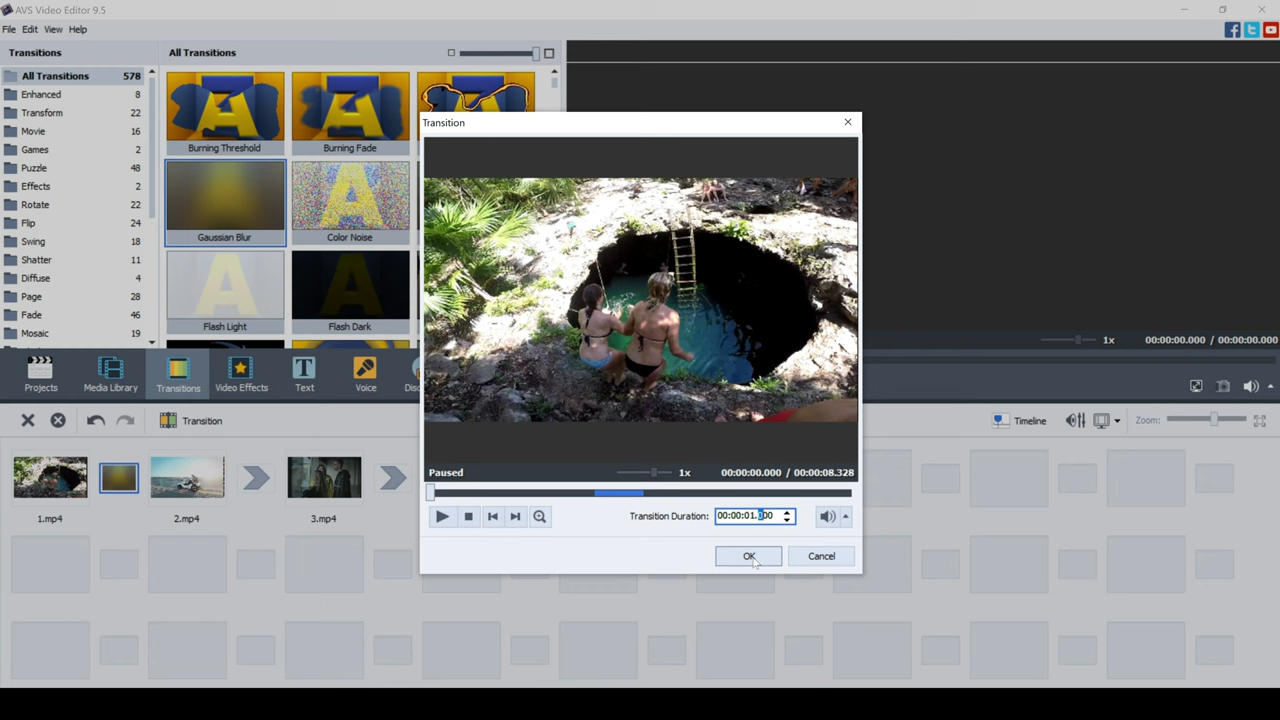 AVS Video Editor 9.5
File Edit View Help
Transitions
All Transitions 578
Enhanced 8
Transform 22
Movie 16
Games 2
Puzzle 48
Effects 2
Rotate 22
Flip 24
Swing 18
Shatter 11
Diffuse 4
Page 28
Fade 46
Mosaic 19
All Transitions
Burning Threshold
Burning Fade
Gaussian Blur
Color Noise
Flash Light
Flash Dark
1x 00:00:00.000 / 00:00:00.000
Transition
Paused 1x 00:00:00.000 / 00:00:08.328
Transition Duration: 00:00:01.000
OK Cancel
Projects
Media Library
Transitions
Video Effects
Text
Voice
Transition
Timeline
Zoom:
1.mp4
2.mp4
3.mp4